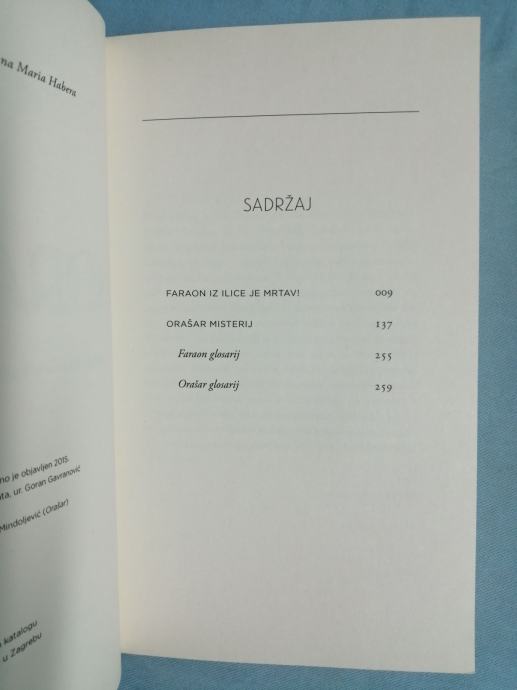 na Maria Habera
no je objavljen 2015.
ta, ur. Goran Gavranović
Mindoljević (Orašar)
katalogu
u Zagrebu
SADRŽAJ
FARAON IZ ILICE JE MRTAV! 009
ORAŠAR MISTERIJ 137
Faraon glosarij 255
Orašar glosarij 259